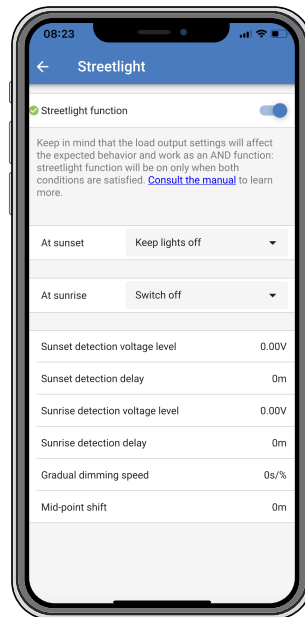 08:23
Streetlight
Streetlight function
Keep in mind that the load output settings will affect
the expected behavior and work as an AND function:
streetlight function will be on only when both
conditions are satisfied. Consult the manual to learn
more.
At sunset Keep lights off
At sunrise Switch off
Sunset detection voltage level 0.00V
Sunset detection delay 0m
Sunrise detection voltage level 0.00V
Sunrise detection delay 0m
Gradual dimming speed 0s/%
Mid-point shift 0m